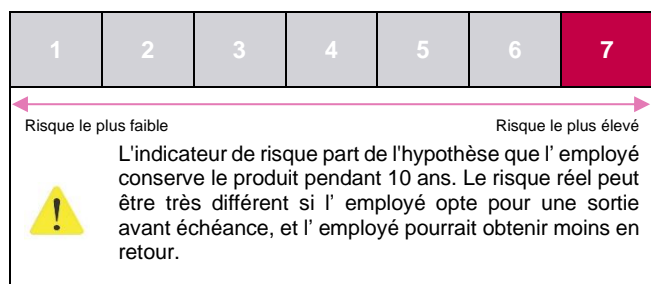 1 2 3 4 5 6 7
Risque le plus faible Risque le plus élevé
L'indicateur de risque part de l'hypothèse que l' employé
conserve le produit pendant 10 ans. Le risque réel peut
être très différent si l' employé opte pour une sortie
avant échéance, et l' employé pourrait obtenir moins en
retour.